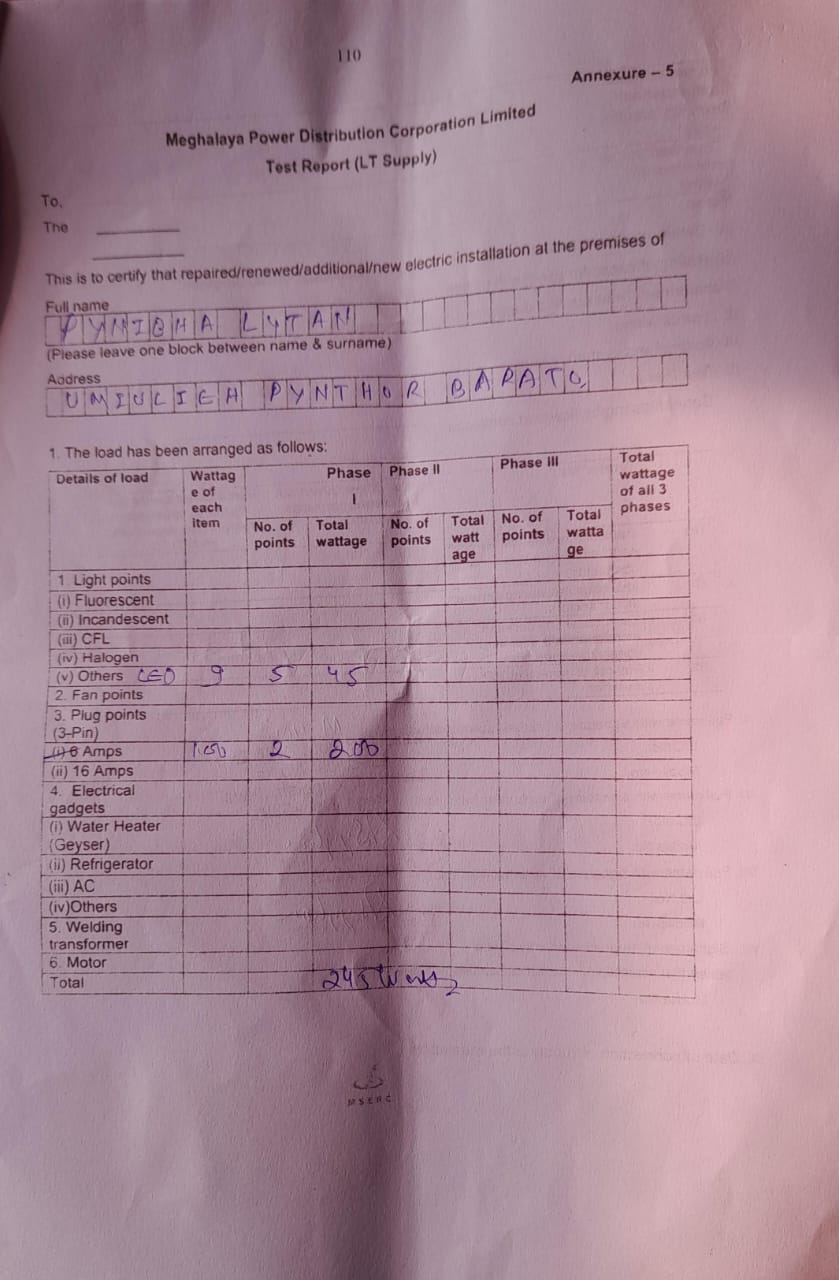 110
Annexure – 5
Meghalaya Power Distribution Corporation Limited
Test Report (LT Supply)
To,
The
This is to certify that repaired/renewed/additional/new electric installation at the premises of
Full name
LYTAN
(Please leave one block between name & surname)
Address
UMIULIEH PYNTHOR BARATO
1. The load has been arranged as follows:
Details of load Wattag e of each item Phase I Phase II Phase III Total wattage of all 3 phases
No. of points Total wattage No. of points Total watt age No. of points Total watta ge
1 Light points
(i) Fluorescent
(ii) Incandescent
(iii) CFL
(iv) Halogen
(v) Others LED 9 5 45
2. Fan points
3. Plug points
(3-Pin)
(i) 6 Amps 100 2 200
(ii) 16 Amps
4. Electrical
gadgets
(i) Water Heater
(Geyser)
(ii) Refrigerator
(iii) AC
(iv)Others
5. Welding
transformer
6. Motor
Total 245
MSERC